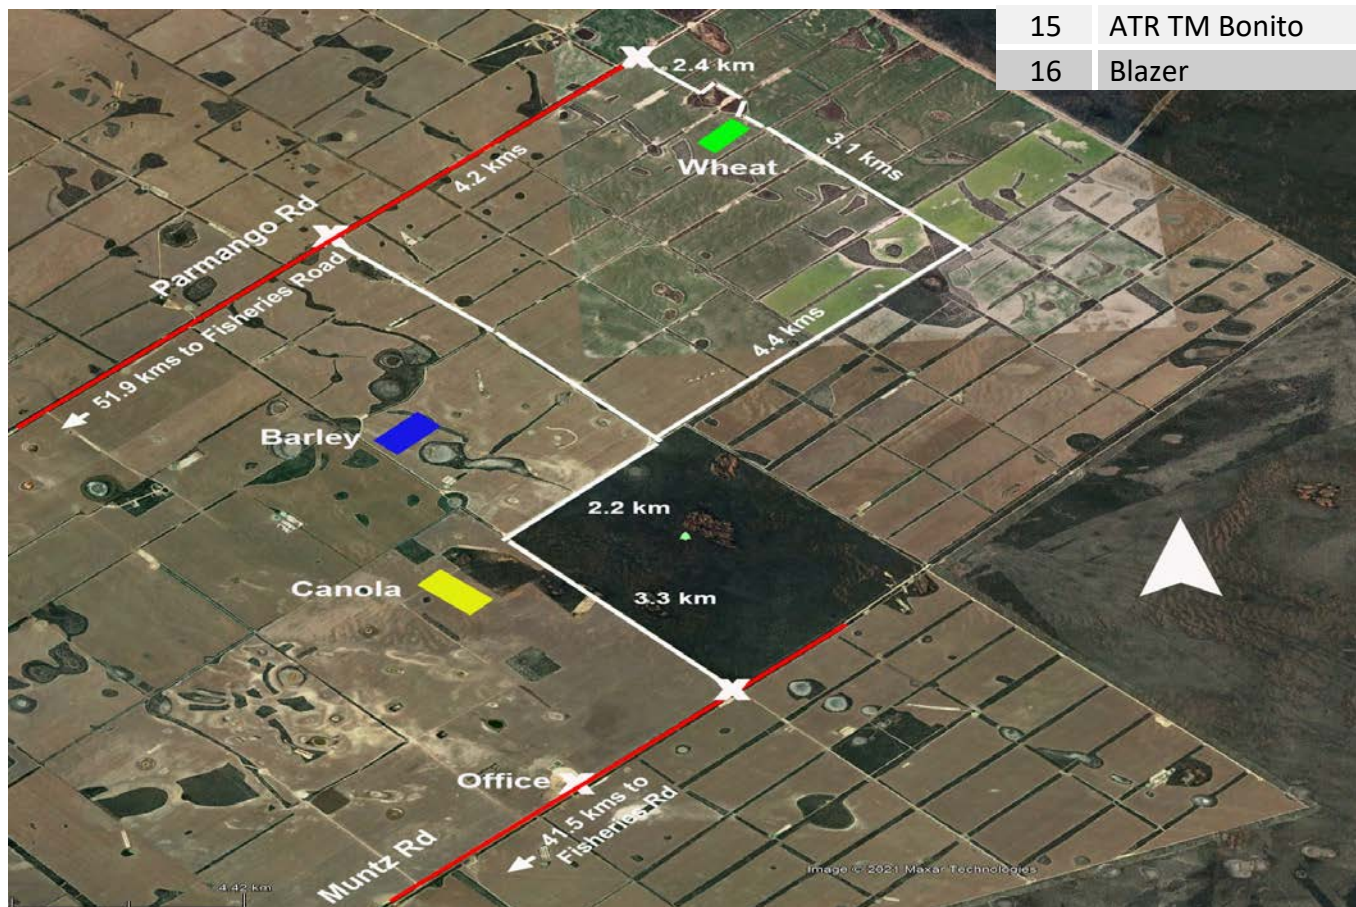 15 ATR TM Bonito
16 Blazer
2.4 km
3.1 kms
Wheat
4.2 kms
Parmango Rd
51.9 kms to Fisheries Road
4.4 kms
Barley
2.2 km
Canola
3.3 km
Office
41.5 kms to
Fisheries Rd
Muntz Rd
Image © 2021 Maxar Technologies
4.42 km